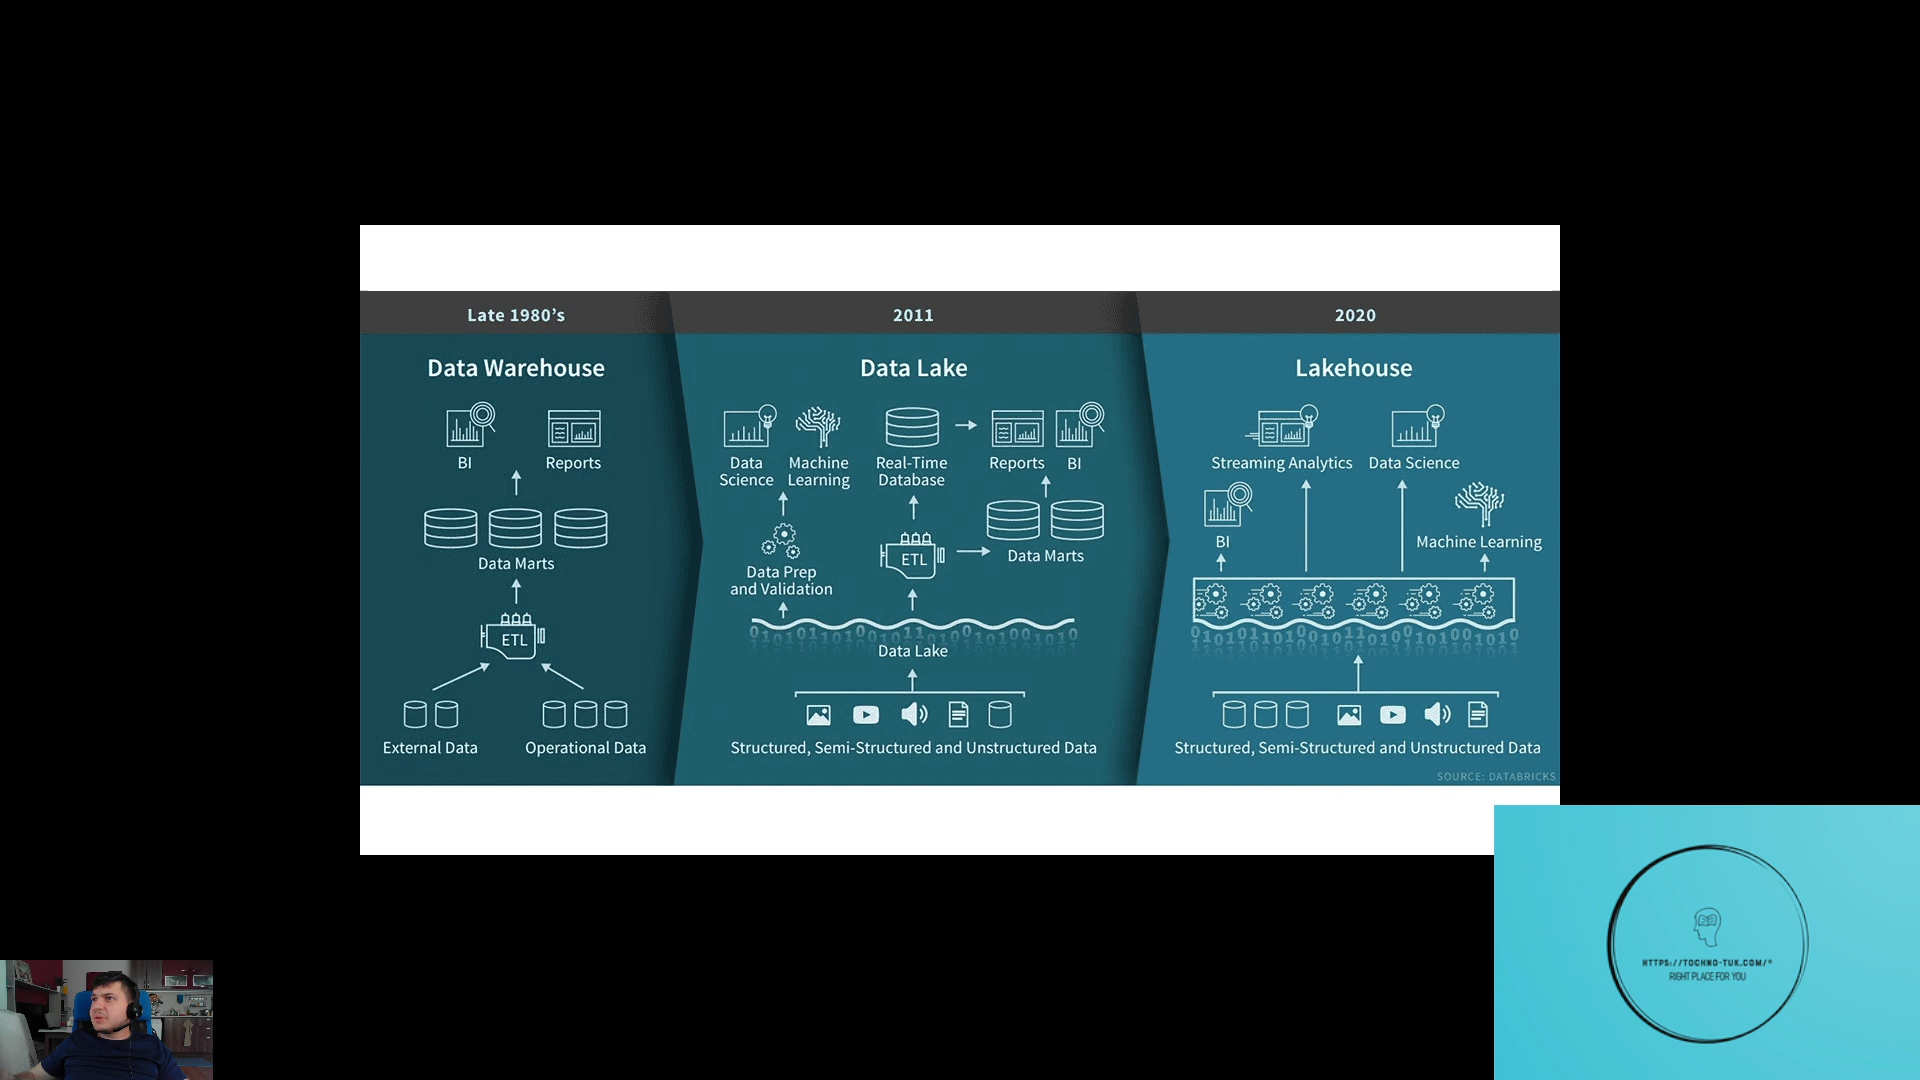 Late 1980's
Data Warehouse
BI
Reports
Data Marts
ETL
External Data
Operational Data
2011
Data Lake
Data
Science
Machine
Learning
Real-Time
Database
Reports
BI
Data Prep
and Validation
ETL
Data Marts
Data Lake
Structured, Semi-Structured and Unstructured Data
2020
Lakehouse
Streaming Analytics
Data Science
BI
Machine Learning
Structured, Semi-Structured and Unstructured Data
SOURCE: DATABRICKS
HTTPS://TOCHNO-TUK.COM/*
RIGHT PLACE FOR YOU